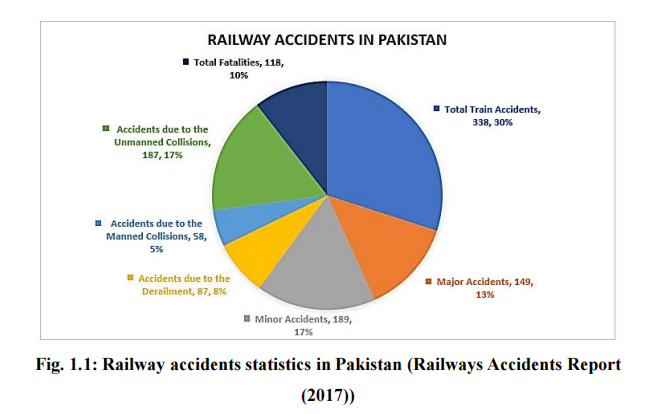 RAILWAY ACCIDENTS IN PAKISTAN
Total Fatalities, 118,
10%
Total Train Accidents,
338, 30%
Accidents due to the
Unmanned Collisions,
187, 17%
Accidents due to the
Manned Collisions, 58,
5%
Accidents due to the
Derailment, 87, 8%
Major Accidents, 149,
13%
Minor Accidents, 189,
17%
Fig. 1.1: Railway accidents statistics in Pakistan (Railways Accidents Report
(2017))